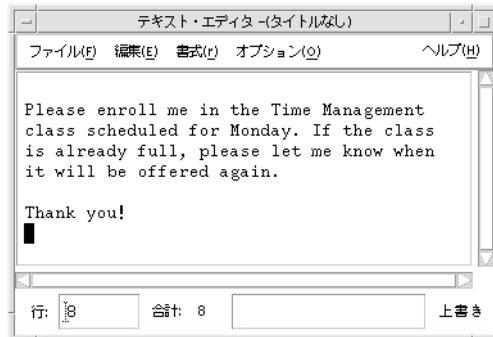 テキスト・エディタ -(タイトルなし)
ファイル(F) 編集(E) 書式(r) オプション(O) ヘルプ(H)
Please enroll me in the Time Management
class scheduled for Monday. If the class
is already full, please let me know when
it will be offered again.
Thank you!
行: 8 合計: 8 上書き